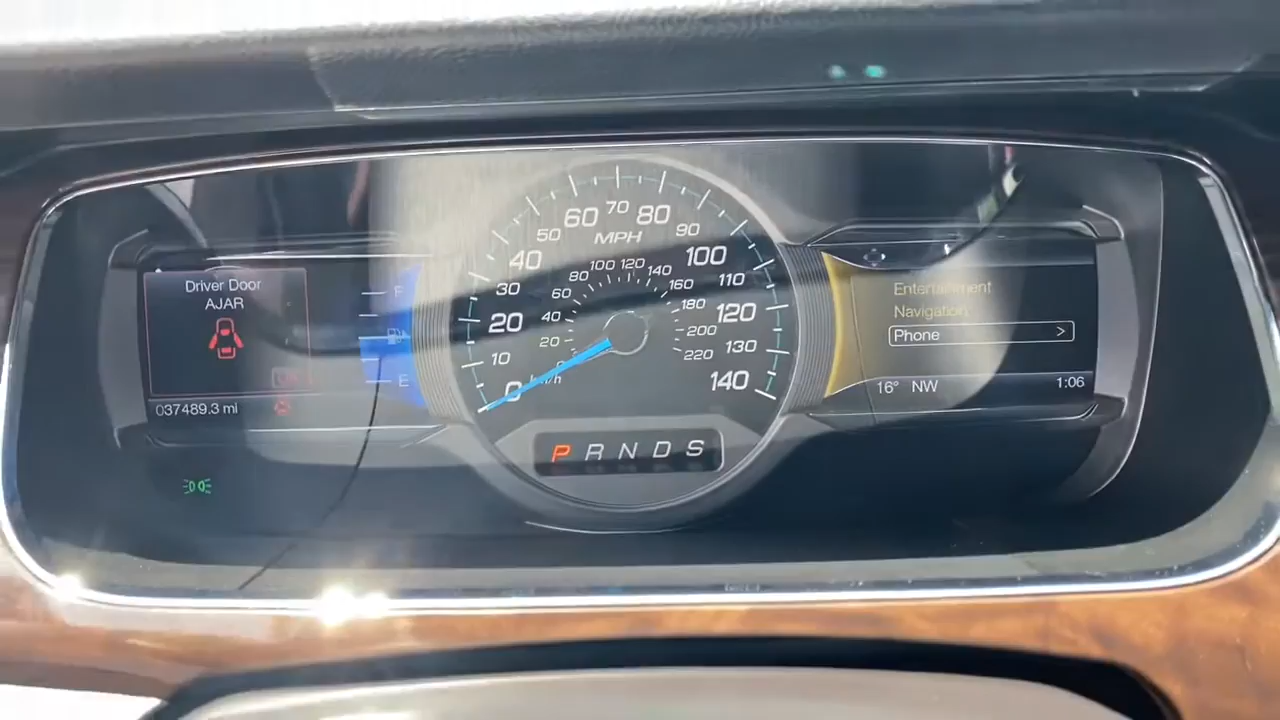 Driver Door
AJAR
037489.3 mi
F
E
0
10
20
30
40
50
60
70
80
90
100
110
120
130
140
MPH
0
20
40
60
80
100
120
140
160
180
200
220
km/h
P R N D S
Entertainment
Navigation
Phone >
16° NW
1:06